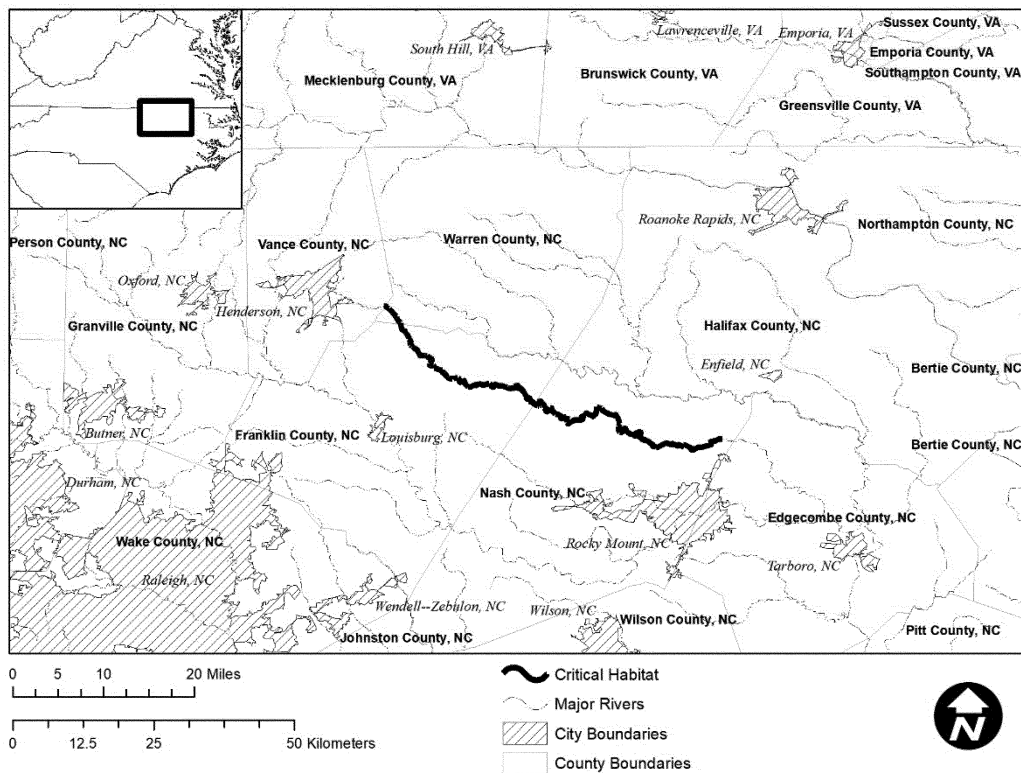 Sussex County, VA
Lawrenceville, VA
Emporia, VA
South Hill, VA
Emporia County, VA
Mecklenburg County, VA
Brunswick County, VA
Southampton County, VA
Greensville County, VA
Roanoke Rapids, NC
Northampton County, NC
Person County, NC
Vance County, NC
Warren County, NC
Oxford, NC
Henderson, NC
Granville County, NC
Halifax County, NC
Enfield, NC
Bertie County, NC
Butner, NC
Franklin County, NC
Louisburg, NC
Bertie County, NC
Durham, NC
Nash County, NC
Edgecombe County, NC
Wake County, NC
Rocky Mount, NC
Tarboro, NC
Raleigh, NC
Wendell--Zebulon, NC
Wilson, NC
Wilson County, NC
Johnston County, NC
Pitt County, NC
0 5 10 20 Miles
0 12.5 25 50 Kilometers
Critical Habitat
Major Rivers
City Boundaries
County Boundaries
N